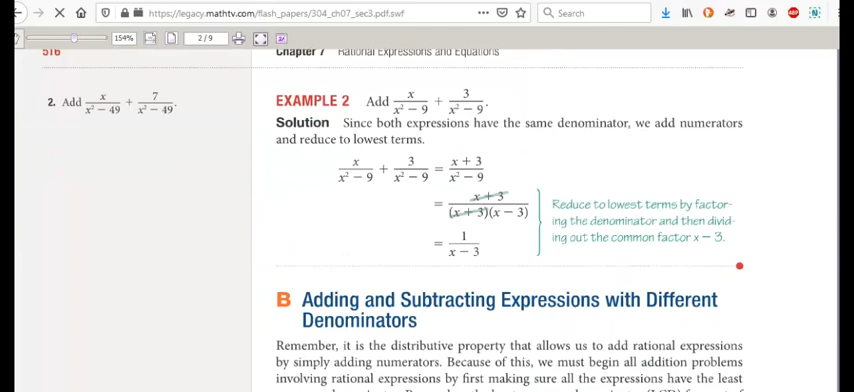 https://legacy.mathtv.com/flash_papers/304_ch07_sec3.pdf.swf
Search
154%
2 / 9
516
Chapter 7 Rational Expressions and Equations
2. Add x/(x² − 49) + 7/(x² − 49).
EXAMPLE 2 Add x/(x² − 9) + 3/(x² − 9).
Solution Since both expressions have the same denominator, we add numerators
and reduce to lowest terms.
x/(x² − 9) + 3/(x² − 9) = (x + 3)/(x² − 9)
= (x + 3)/((x + 3)(x − 3))
= 1/(x − 3)
Reduce to lowest terms by factor-
ing the denominator and then divid-
ing out the common factor x − 3.
B Adding and Subtracting Expressions with Different
Denominators
Remember, it is the distributive property that allows us to add rational expressions
by simply adding numerators. Because of this, we must begin all addition problems
involving rational expressions by first making sure all the expressions have the least